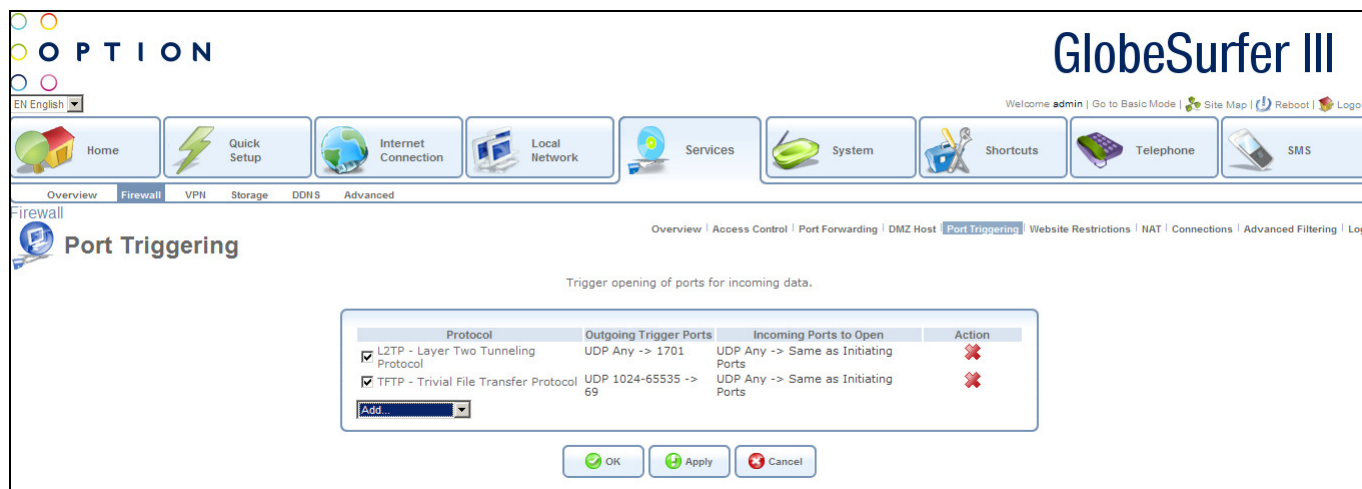 OPTION
GlobeSurfer III
EN English
Welcome admin | Go to Basic Mode | Site Map | Reboot | Logo
Home
Quick Setup
Internet Connection
Local Network
Services
System
Shortcuts
Telephone
SMS
Overview Firewall VPN Storage DDNS Advanced
Firewall
Port Triggering
Overview | Access Control | Port Forwarding | DMZ Host | Port Triggering | Website Restrictions | NAT | Connections | Advanced Filtering | Log
Trigger opening of ports for incoming data.
Protocol Outgoing Trigger Ports Incoming Ports to Open Action
L2TP - Layer Two Tunneling Protocol UDP Any -> 1701 UDP Any -> Same as Initiating Ports
TFTP - Trivial File Transfer Protocol UDP 1024-65535 -> 69 UDP Any -> Same as Initiating Ports
Add...
OK Apply Cancel